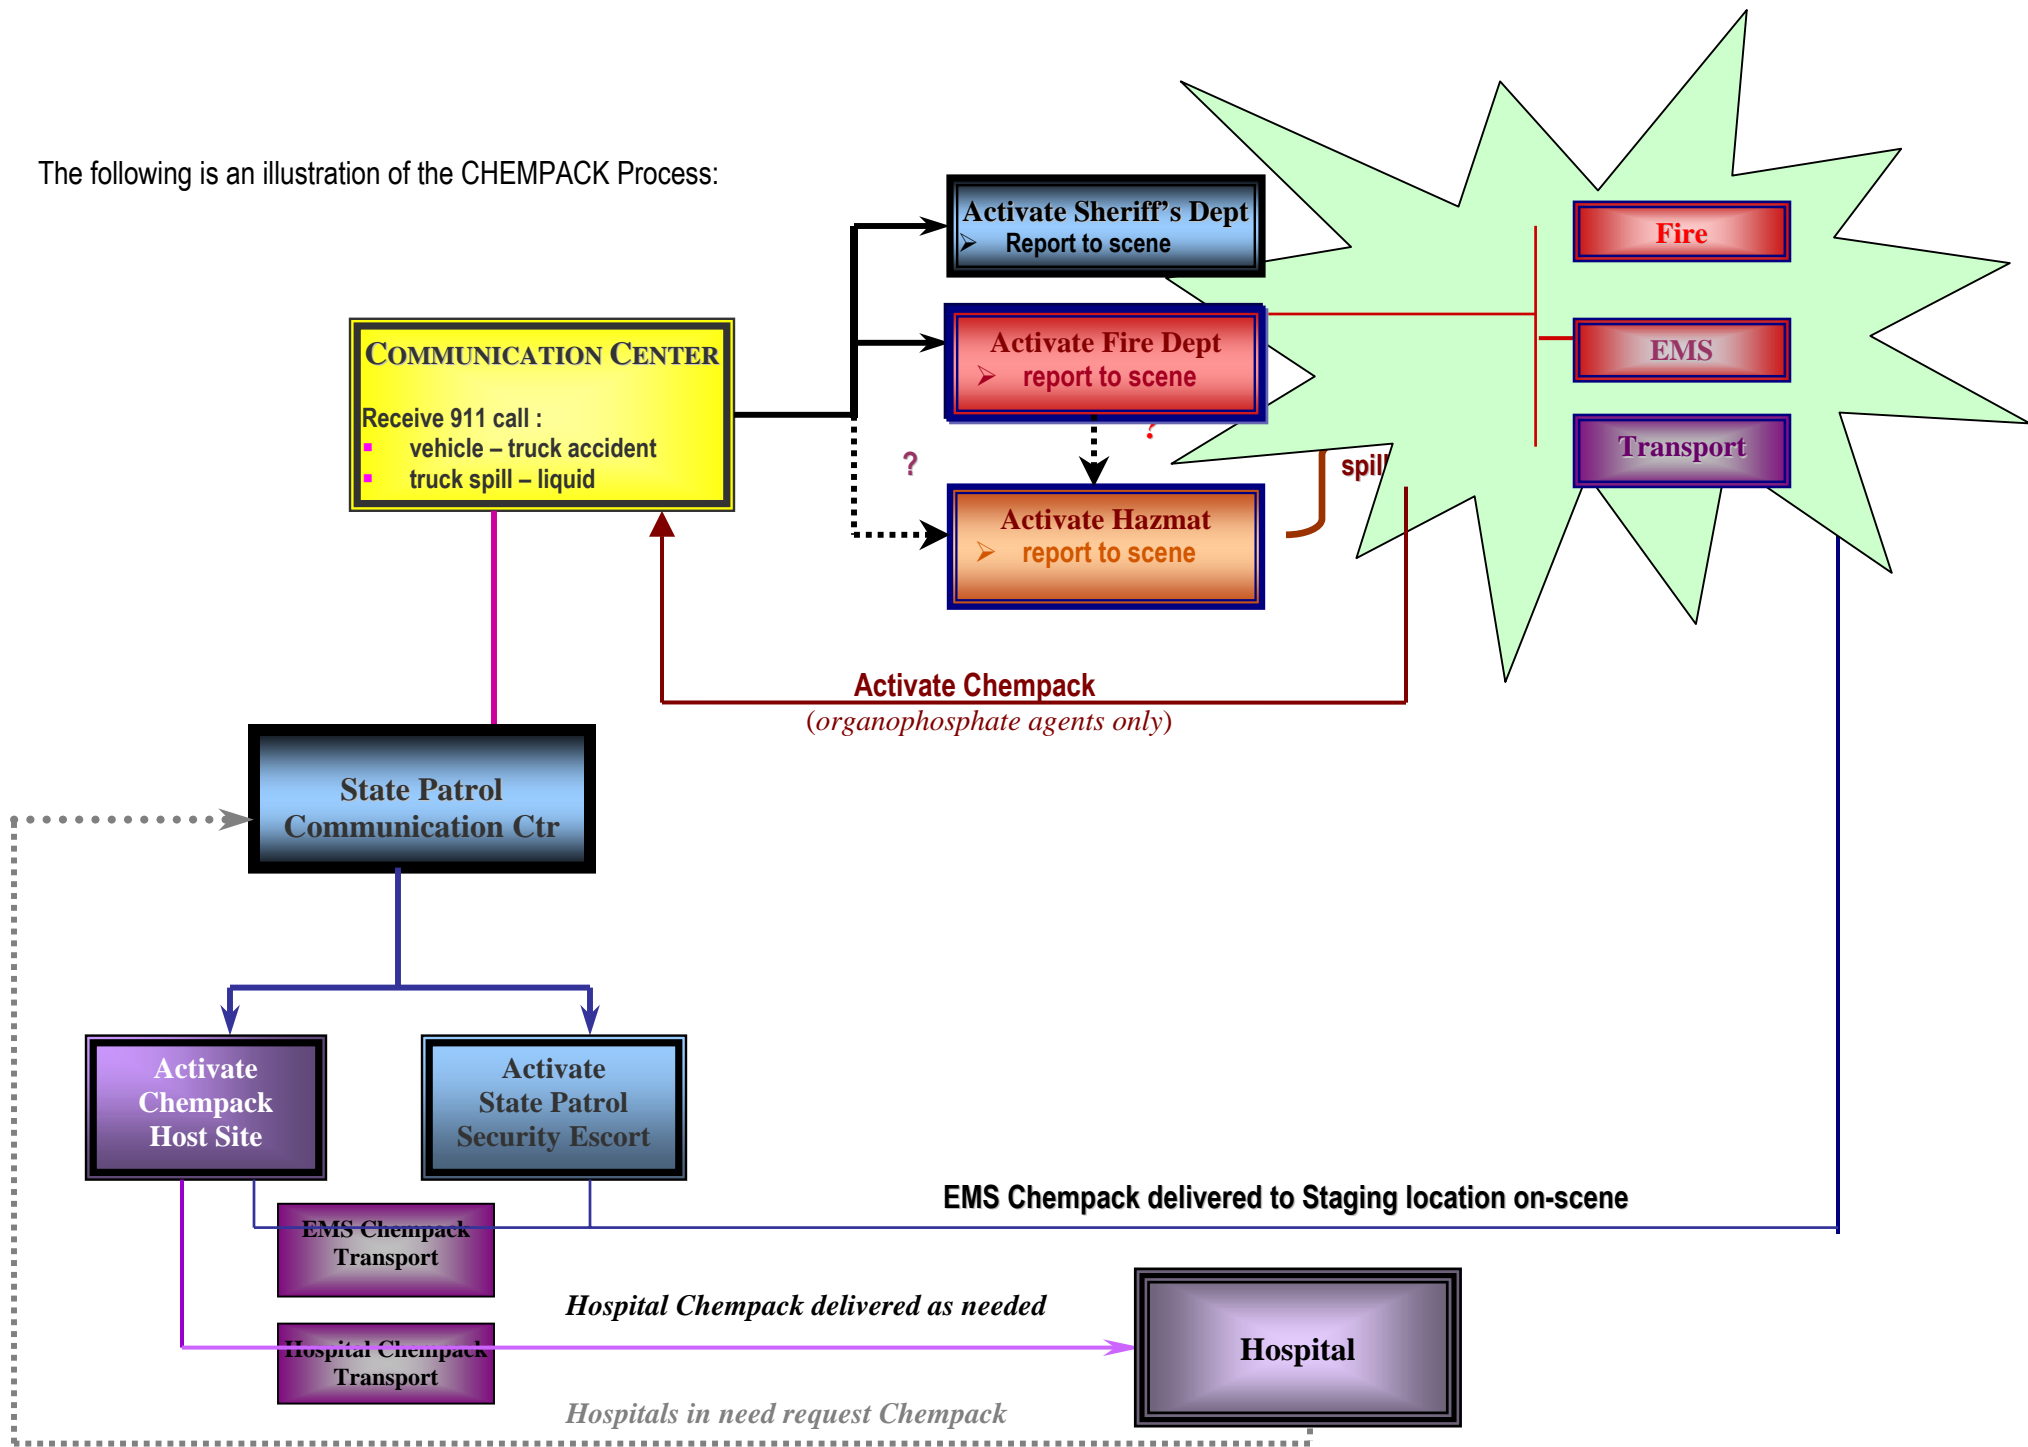 The following is an illustration of the CHEMPACK Process:
Activate Sheriff’s Dept
➢ Report to scene
Fire
COMMUNICATION CENTER
Receive 911 call :
▪ vehicle – truck accident
▪ truck spill – liquid
Activate Fire Dept
➢ report to scene
EMS
Transport
?
?
spill
Activate Hazmat
➢ report to scene
Activate Chempack
(organophosphate agents only)
State Patrol
Communication Ctr
Activate
Chempack
Host Site
Activate
State Patrol
Security Escort
EMS Chempack delivered to Staging location on-scene
EMS Chempack
Transport
Hospital Chempack delivered as needed
Hospital Chempack
Transport
Hospital
Hospitals in need request Chempack